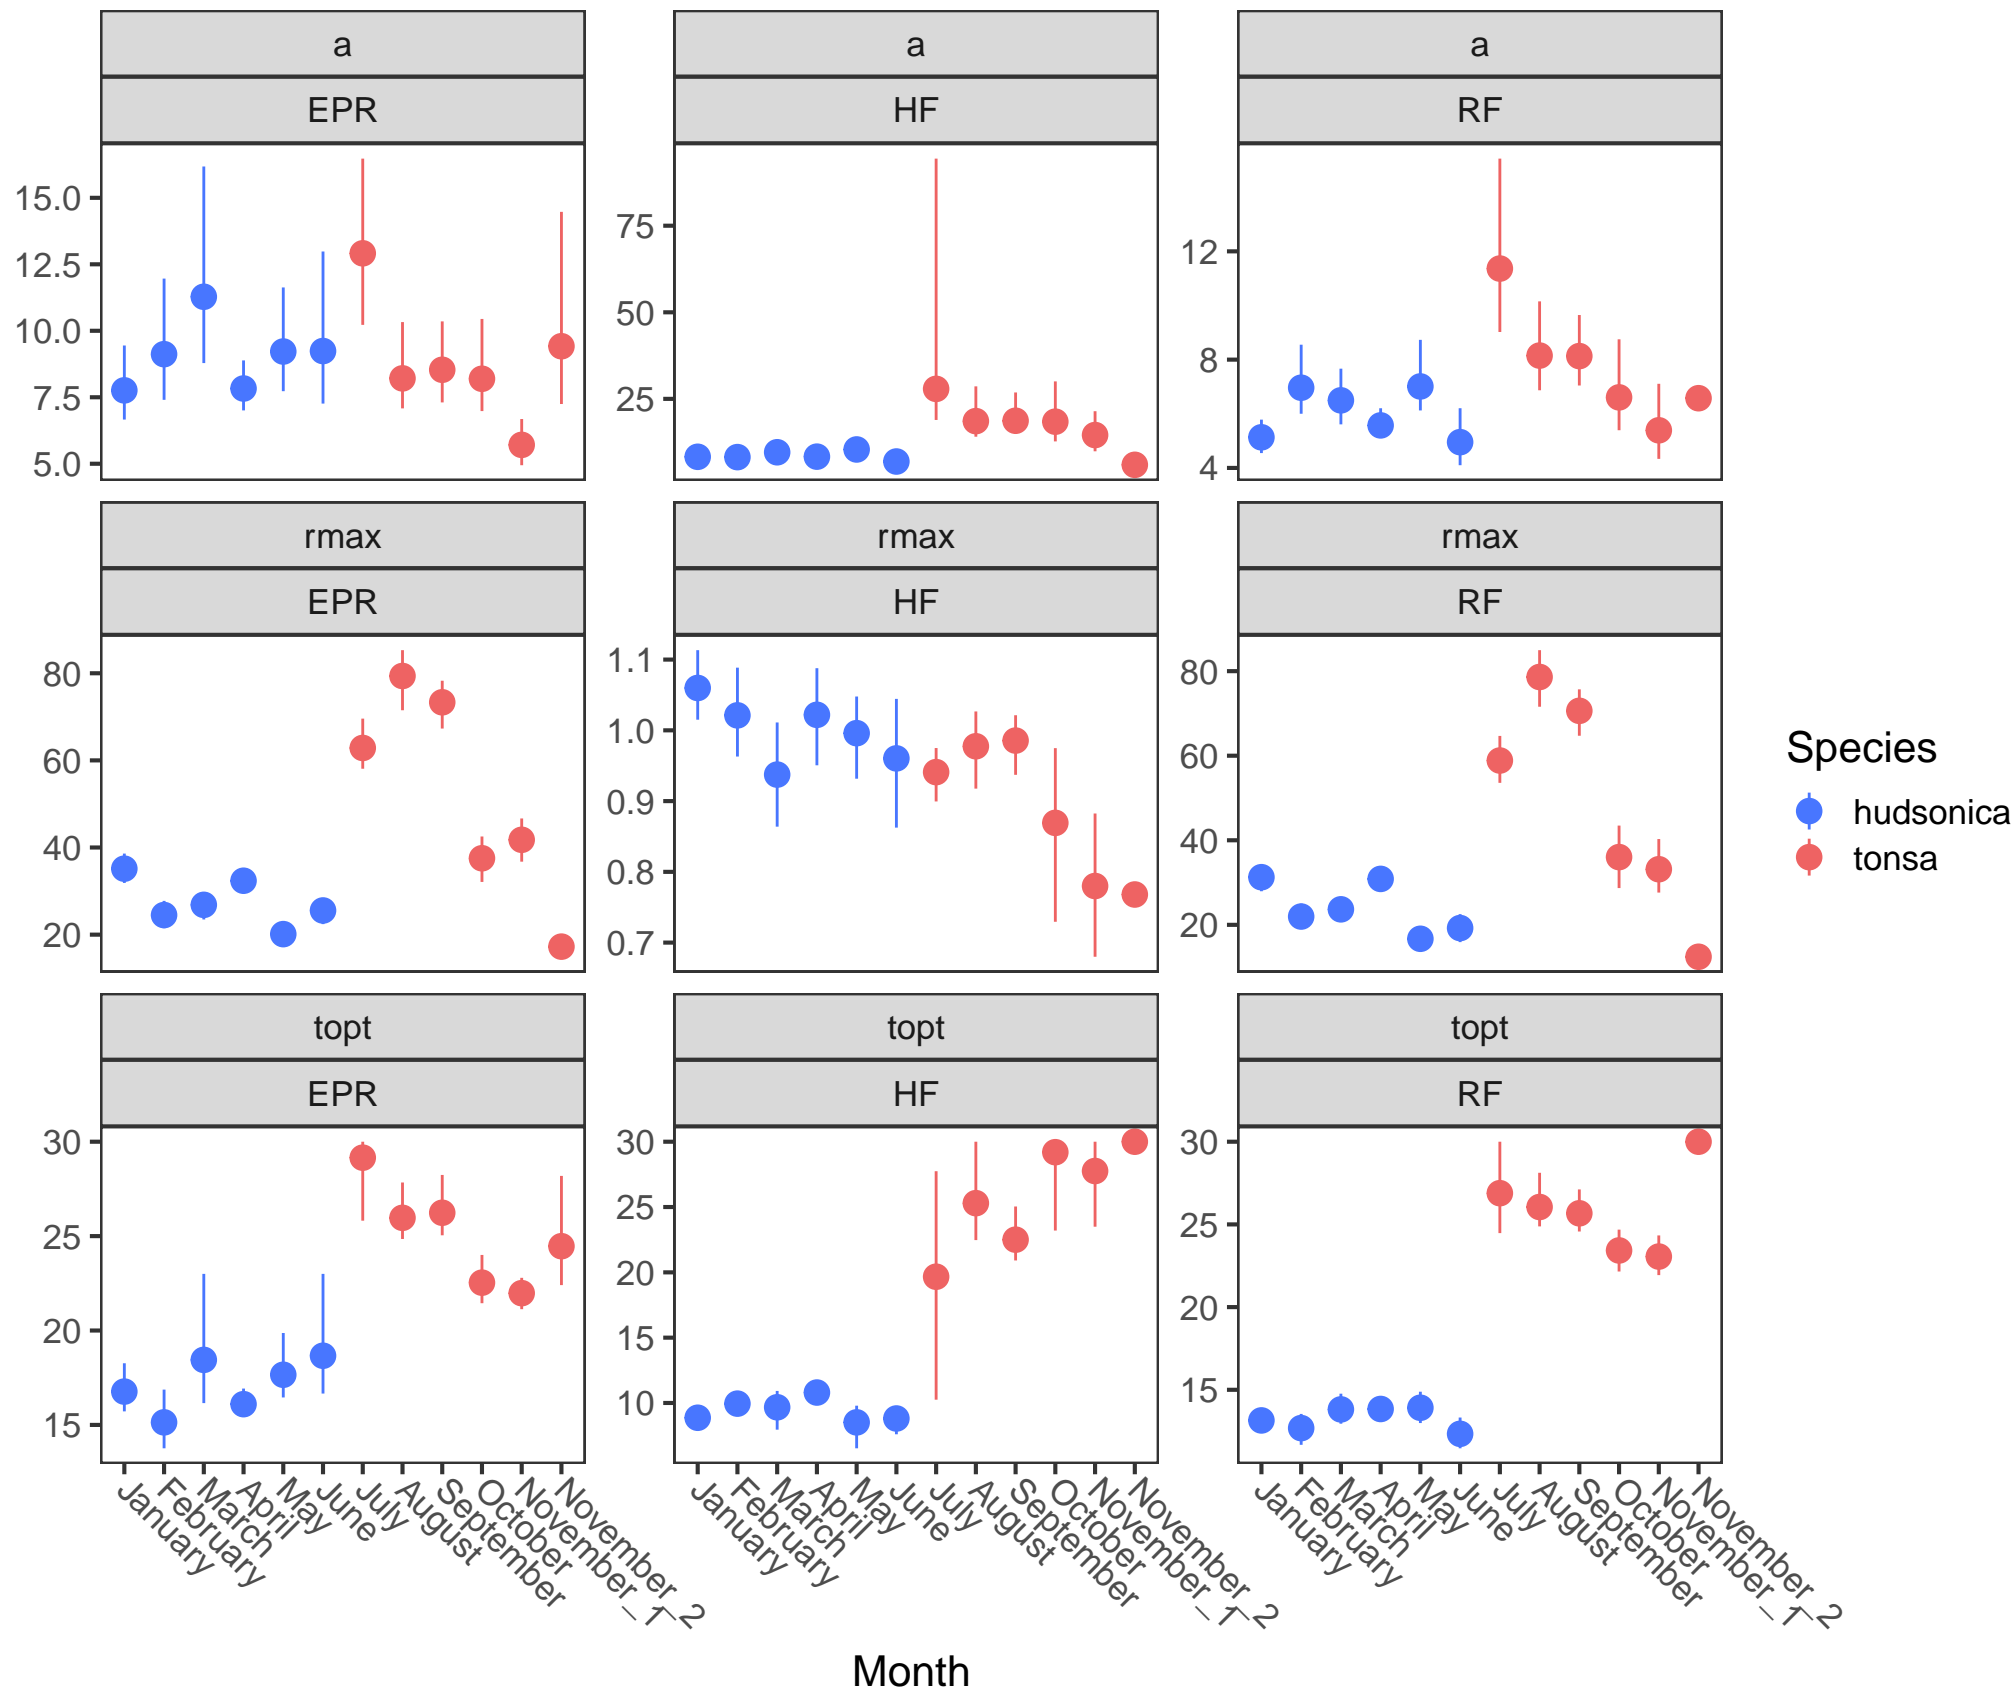 a
a
a
EPR
HF
RF
15.0
12.5
10.0
7.5
5.0
75
50
25
12
8
4
rmax
rmax
rmax
EPR
HF
RF
80
60
40
20
1.1
1.0
0.9
0.8
0.7
80
60
40
20
Species
hudsonica
tonsa
topt
topt
topt
EPR
HF
RF
30
25
20
15
30
25
20
15
10
30
25
20
15
January
February
March
April
May
June
July
August
September
October
November_1
November_2
January
February
March
April
May
June
July
August
September
October
November_1
November_2
January
February
March
April
May
June
July
August
September
October
November_1
November_2
Month